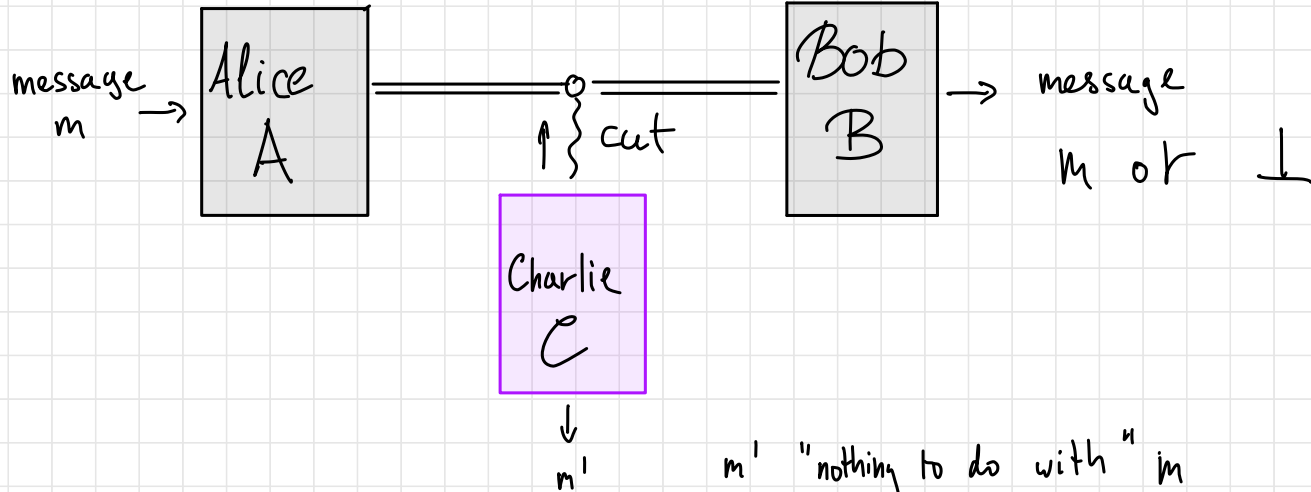 message
m
Alice
A
cut
Bob
B
message
m or ⊥
Charlie
C
m'
m' "nothing to do with" m